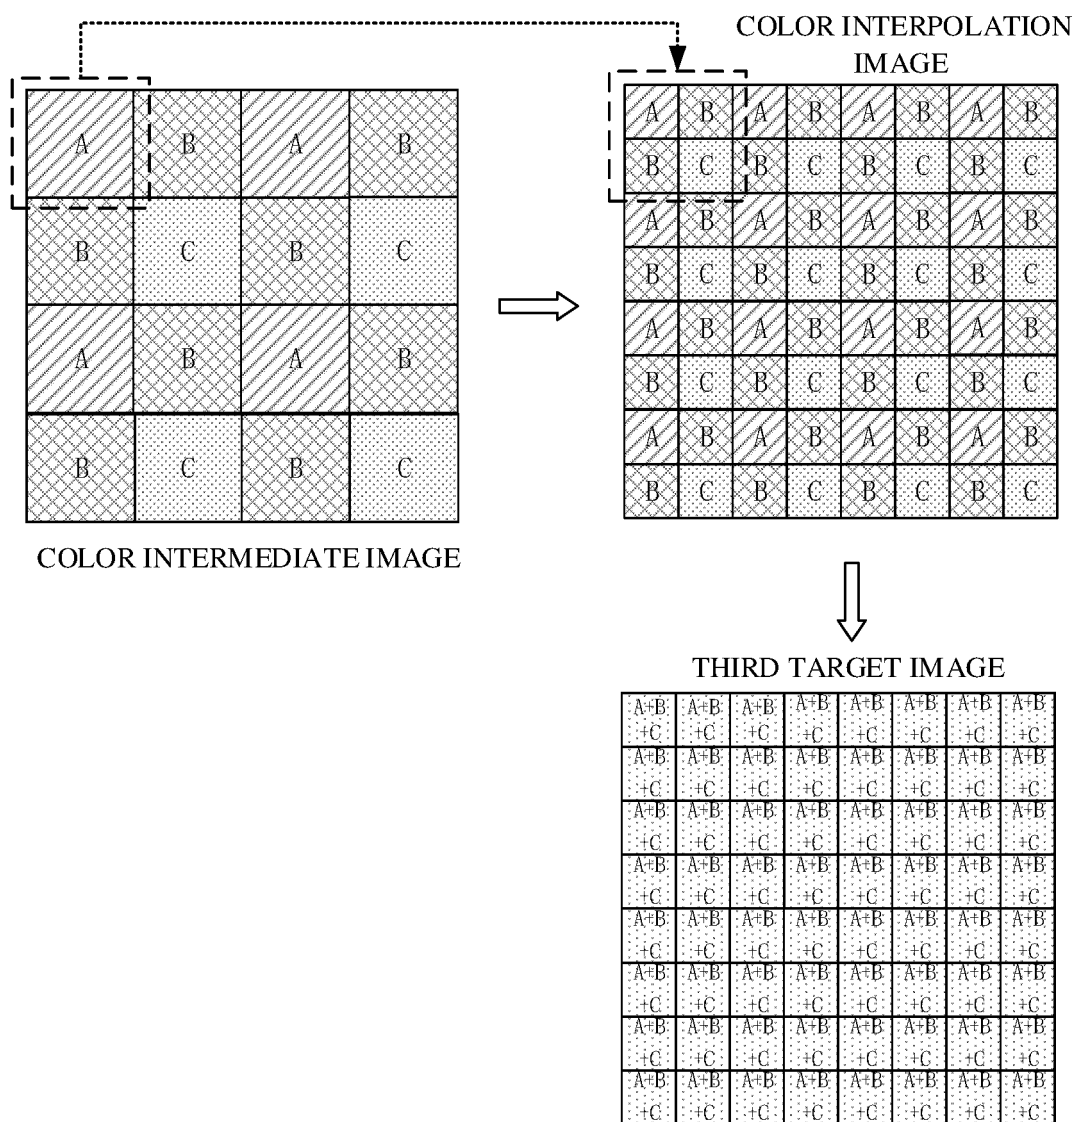 COLOR INTERPOLATION
IMAGE
A B A B
B C B C
A B A B
B C B C
COLOR INTERMEDIATE IMAGE
A B A B A B A B
B C B C B C B C
A B A B A B A B
B C B C B C B C
A B A B A B A B
B C B C B C B C
A B A B A B A B
B C B C B C B C
THIRD TARGET IMAGE
A+B A+B A+B A+B A+B A+B A+B A+B
+C +C +C +C +C +C +C +C
A+B A+B A+B A+B A+B A+B A+B A+B
+C +C +C +C +C +C +C +C
A+B A+B A+B A+B A+B A+B A+B A+B
+C +C +C +C +C +C +C +C
A+B A+B A+B A+B A+B A+B A+B A+B
+C +C +C +C +C +C +C +C
A+B A+B A+B A+B A+B A+B A+B A+B
+C +C +C +C +C +C +C +C
A+B A+B A+B A+B A+B A+B A+B A+B
+C +C +C +C +C +C +C +C
A+B A+B A+B A+B A+B A+B A+B A+B
+C +C +C +C +C +C +C +C
A+B A+B A+B A+B A+B A+B A+B A+B
+C +C +C +C +C +C +C +C